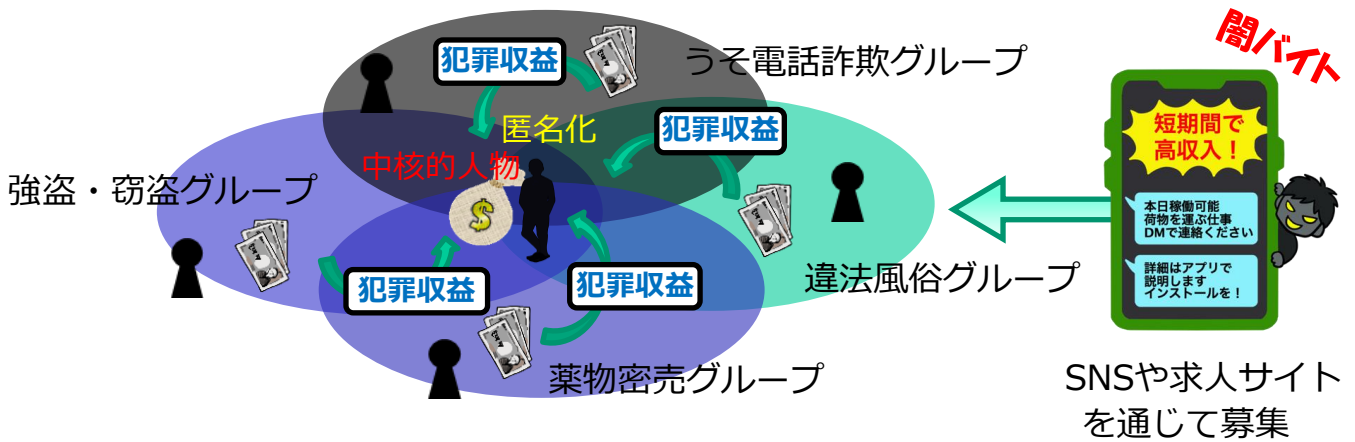 犯罪収益
うそ電話詐欺グループ
闇バイト
匿名化
犯罪収益
中核的人物
強盗・窃盗グループ
犯罪収益
犯罪収益
違法風俗グループ
薬物密売グループ
短期間で
高収入！
本日稼働可能
荷物を運ぶ仕事
DMで連絡ください
詳細はアプリで
説明します
インストールを！
SNSや求人サイト
を通じて募集